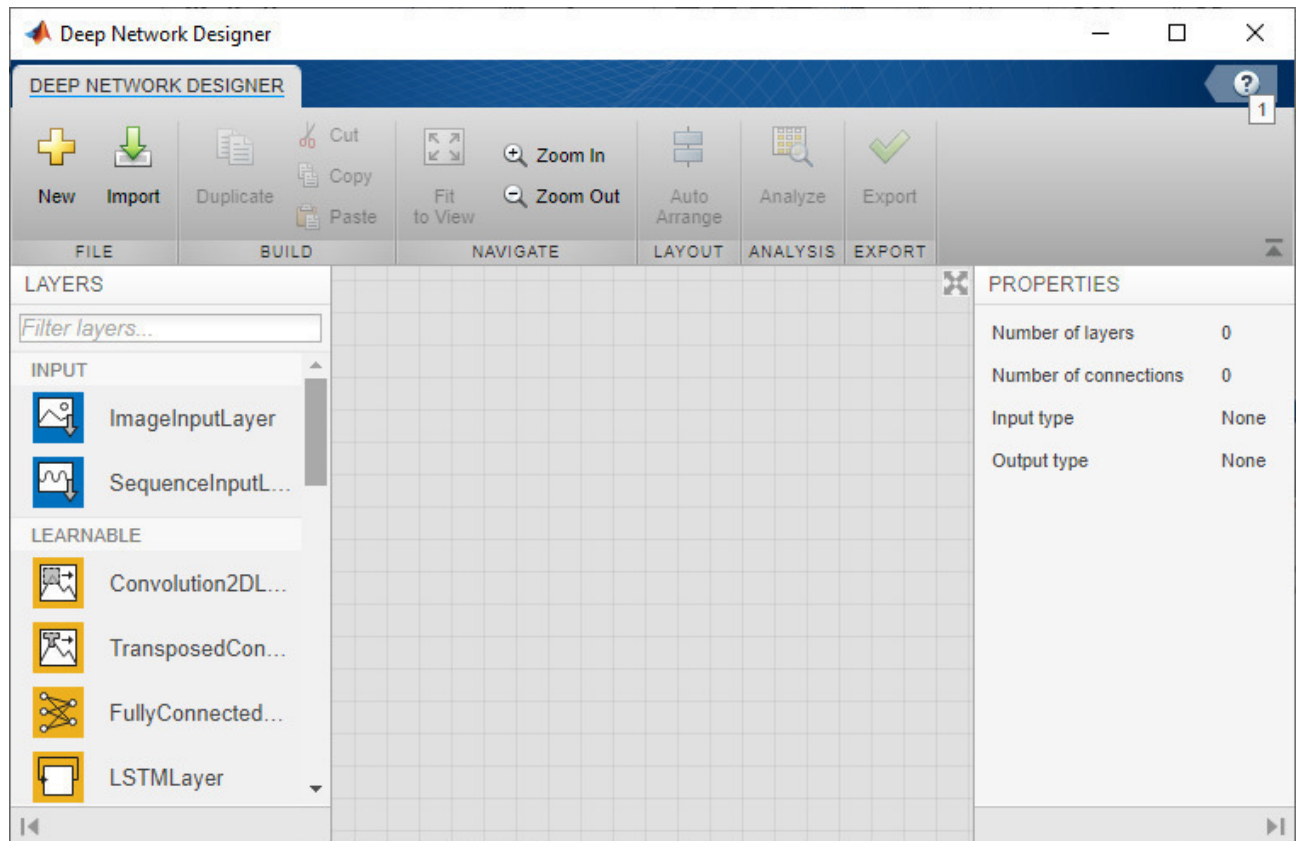 Deep Network Designer
DEEP NETWORK DESIGNER
?
1
New
Import
Duplicate
Cut
Copy
Paste
Fit
to View
Zoom In
Zoom Out
Auto
Arrange
Analyze
Export
FILE
BUILD
NAVIGATE
LAYOUT
ANALYSIS
EXPORT
LAYERS
Filter layers...
INPUT
ImageInputLayer
SequenceInputL...
LEARNABLE
Convolution2DL...
TransposedCon...
FullyConnected...
LSTMLayer
PROPERTIES
Number of layers 0
Number of connections 0
Input type None
Output type None